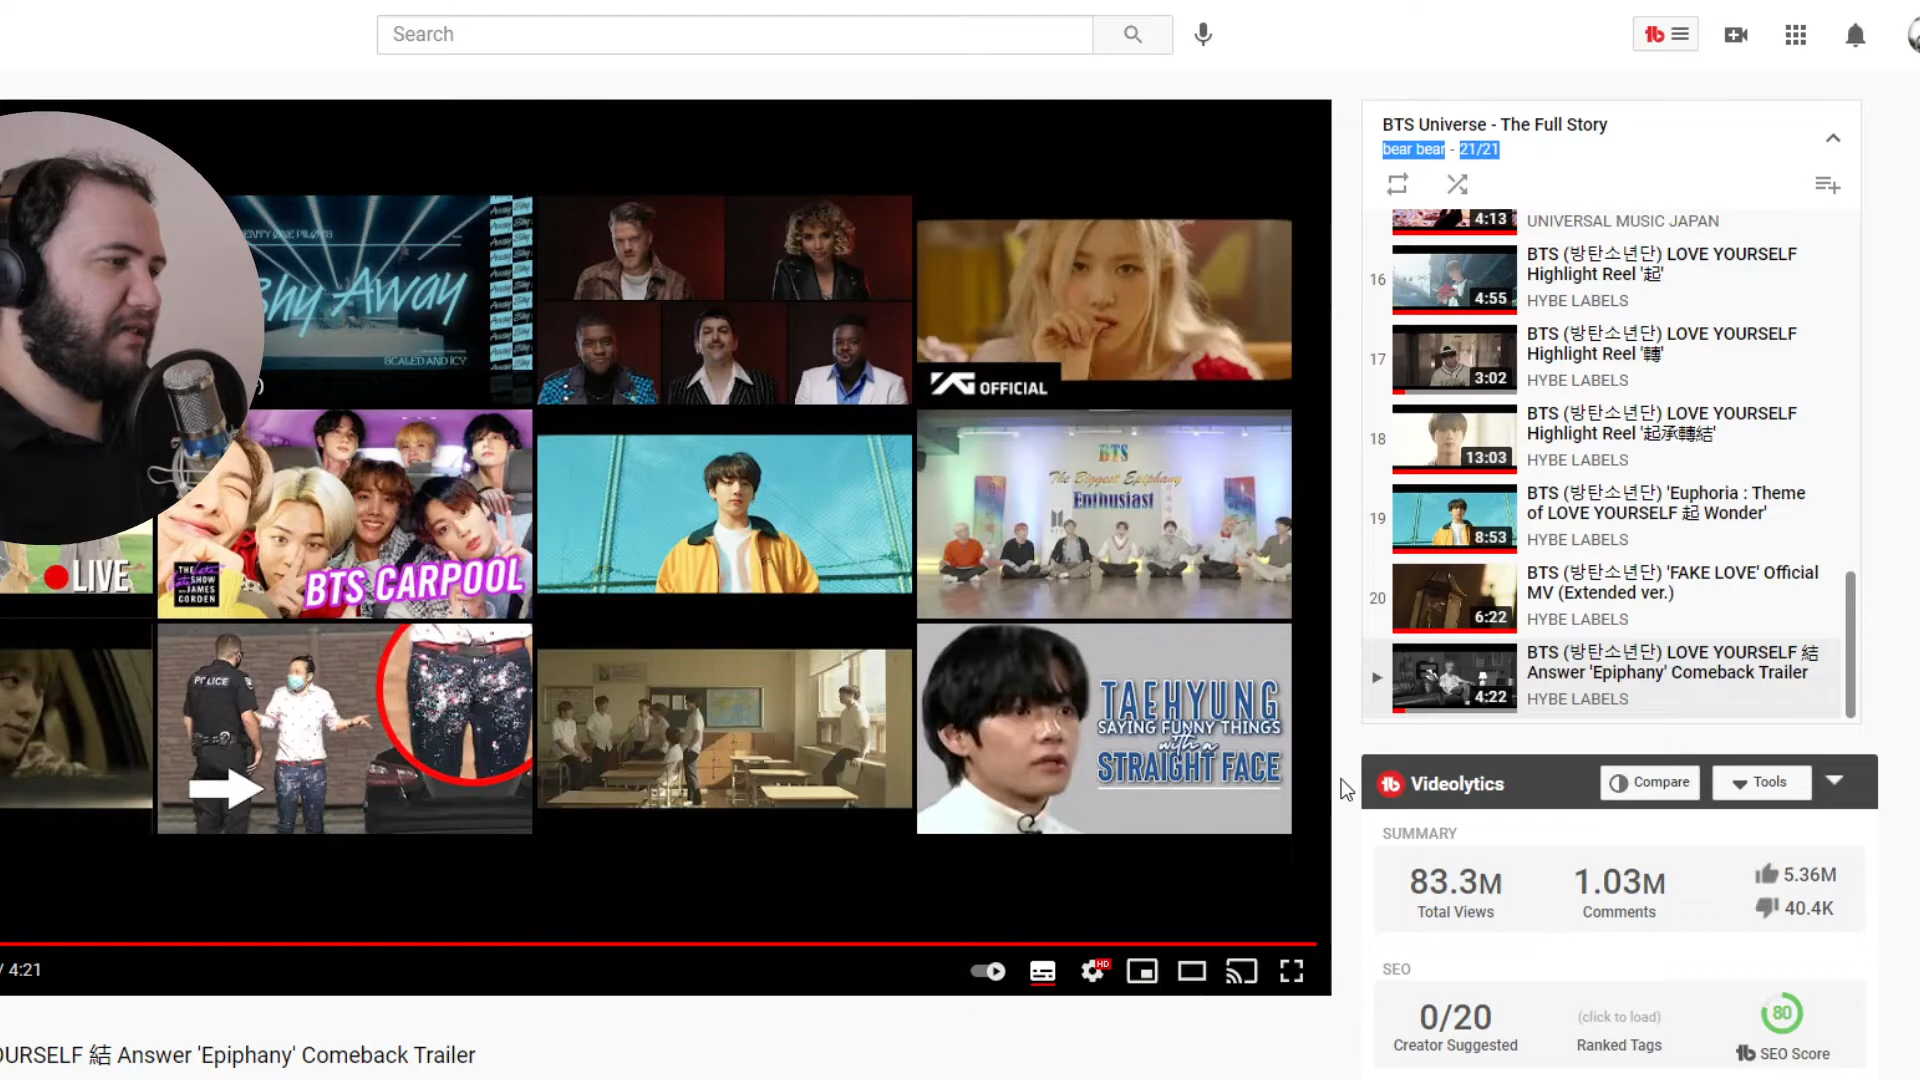 Search
BTS Universe - The Full Story
bear bear - 21/21
4:13
UNIVERSAL MUSIC JAPAN
16
4:55
BTS (방탄소년단) LOVE YOURSELF
Highlight Reel '起'
HYBE LABELS
17
3:02
BTS (방탄소년단) LOVE YOURSELF
Highlight Reel '轉'
HYBE LABELS
18
13:03
BTS (방탄소년단) LOVE YOURSELF
Highlight Reel '起承轉結'
HYBE LABELS
19
8:53
BTS (방탄소년단) 'Euphoria : Theme
of LOVE YOURSELF 起 Wonder'
HYBE LABELS
20
6:22
BTS (방탄소년단) 'FAKE LOVE' Official
MV (Extended ver.)
HYBE LABELS
4:22
BTS (방탄소년단) LOVE YOURSELF 結
Answer 'Epiphany' Comeback Trailer
HYBE LABELS
Shy Away
SCALED AND ICY
YG OFFICIAL
LIVE
THE
late late
SHOW
JAMES
CORDEN
BTS CARPOOL
BTS
The Biggest Epiphany
Enthusiast
POLICE
TAEHYUNG
SAYING FUNNY THINGS
with a
STRAIGHT FACE
/ 4:21
HD
OURSELF 結 Answer 'Epiphany' Comeback Trailer
Videolytics
Compare
Tools
SUMMARY
83.3M
Total Views
1.03M
Comments
5.36M
40.4K
SEO
0/20
Creator Suggested
(click to load)
Ranked Tags
80
SEO Score